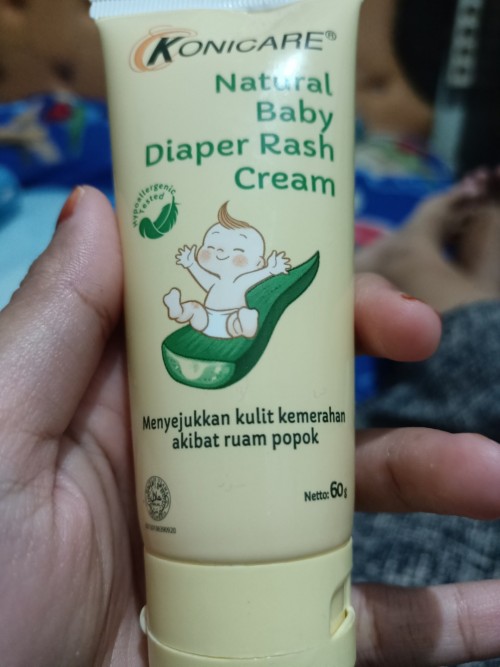 KONICARE®
Natural
Baby
Diaper Rash
Cream
Hypoallergenic
Tested
Menyejukkan kulit kemerahan
akibat ruam popok
Netto: 60 g